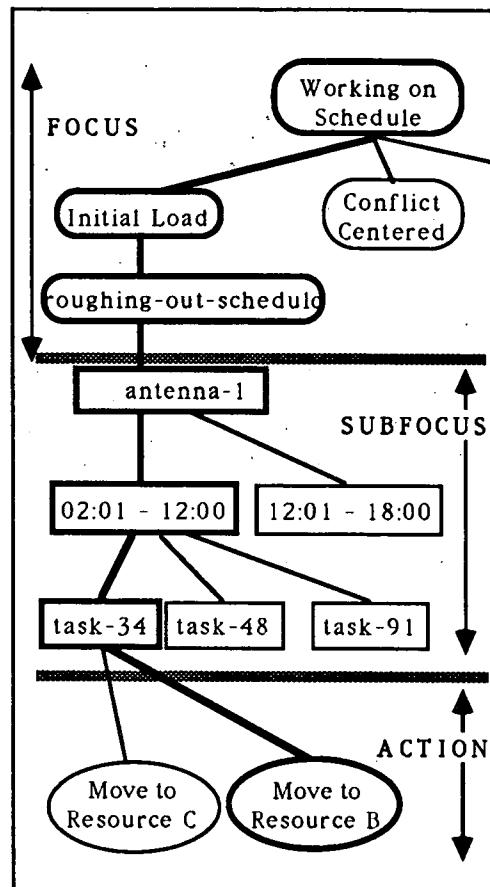 Working on
Schedule
FOCUS
Initial Load
Conflict
Centered
roughing-out-schedule
antenna-1
SUBFOCUS
02:01 - 12:00
12:01 - 18:00
task-34
task-48
task-91
ACTION
Move to
Resource C
Move to
Resource B